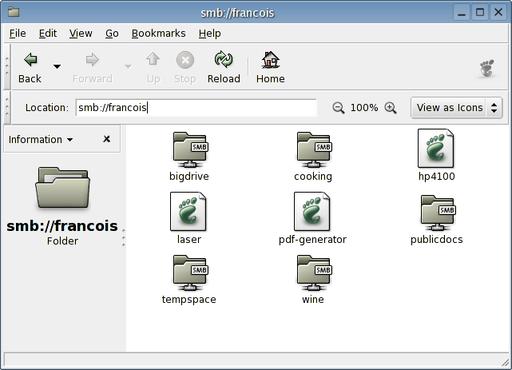 smb://francois
File Edit View Go Bookmarks Help
Back Forward Up Stop Reload Home
Location: smb://francois 100% View as Icons
Information
smb://francois
Folder
SMB SMB
bigdrive cooking hp4100
SMB
laser pdf-generator publicdocs
SMB SMB
tempspace wine